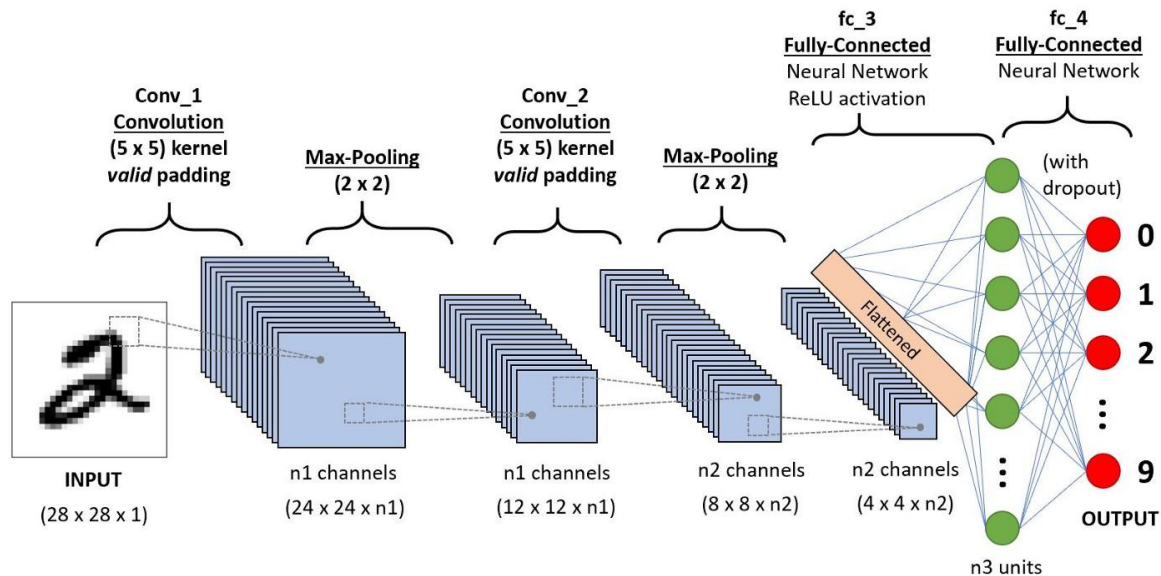 Conv_1
Convolution
(5 x 5) kernel
valid padding
Max-Pooling
(2 x 2)
Conv_2
Convolution
(5 x 5) kernel
valid padding
Max-Pooling
(2 x 2)
fc_3
Fully-Connected
Neural Network
ReLU activation
fc_4
Fully-Connected
Neural Network
(with
dropout)
INPUT
(28 x 28 x 1)
n1 channels
(24 x 24 x n1)
n1 channels
(12 x 12 x n1)
n2 channels
(8 x 8 x n2)
n2 channels
(4 x 4 x n2)
Flattened
n3 units
0
1
2
9
OUTPUT
2